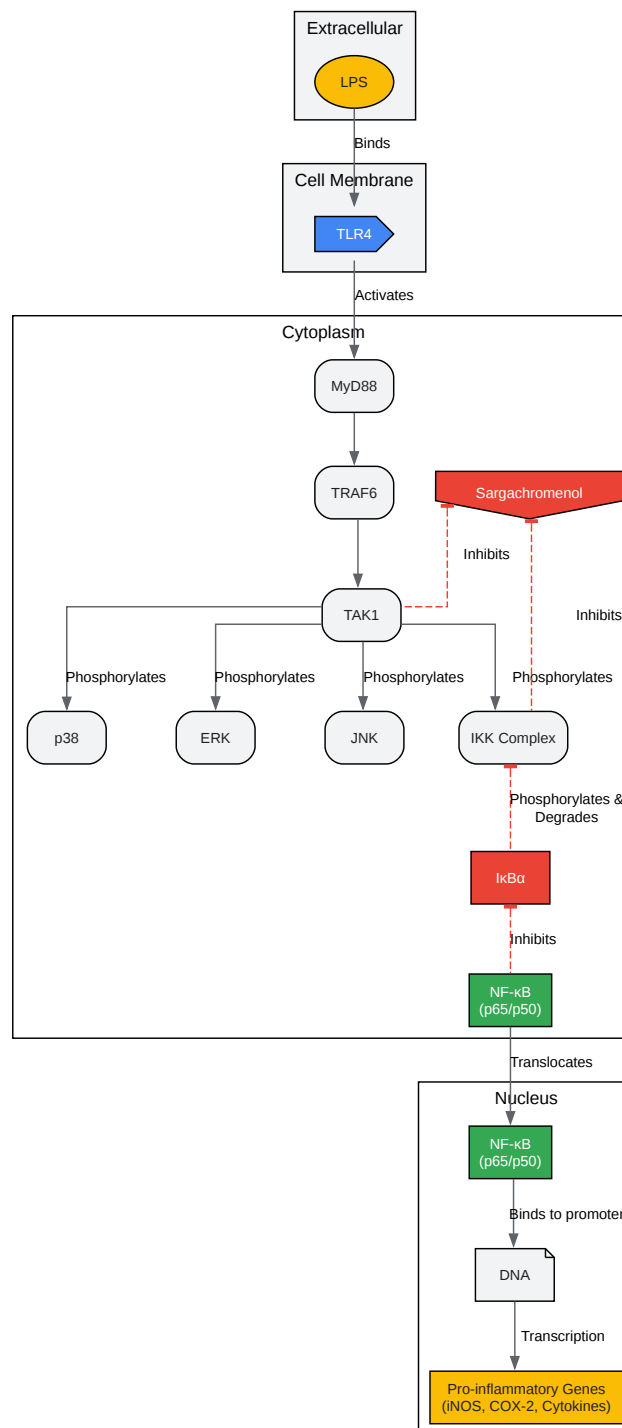 Extracellular
LPS
Binds
Cell Membrane
TLR4
Activates
Cytoplasm
MyD88
TRAF6
Sargachromenol
Inhibits
TAK1
Inhibits
Phosphorylates
Phosphorylates
Phosphorylates
Phosphorylates
p38
ERK
JNK
IKK Complex
Phosphorylates &
Degrades
IκBα
Inhibits
NF-κB
(p65/p50)
Translocates
Nucleus
NF-κB
(p65/p50)
Binds to promoter
DNA
Transcription
Pro-inflammatory Genes
(iNOS, COX-2, Cytokines)